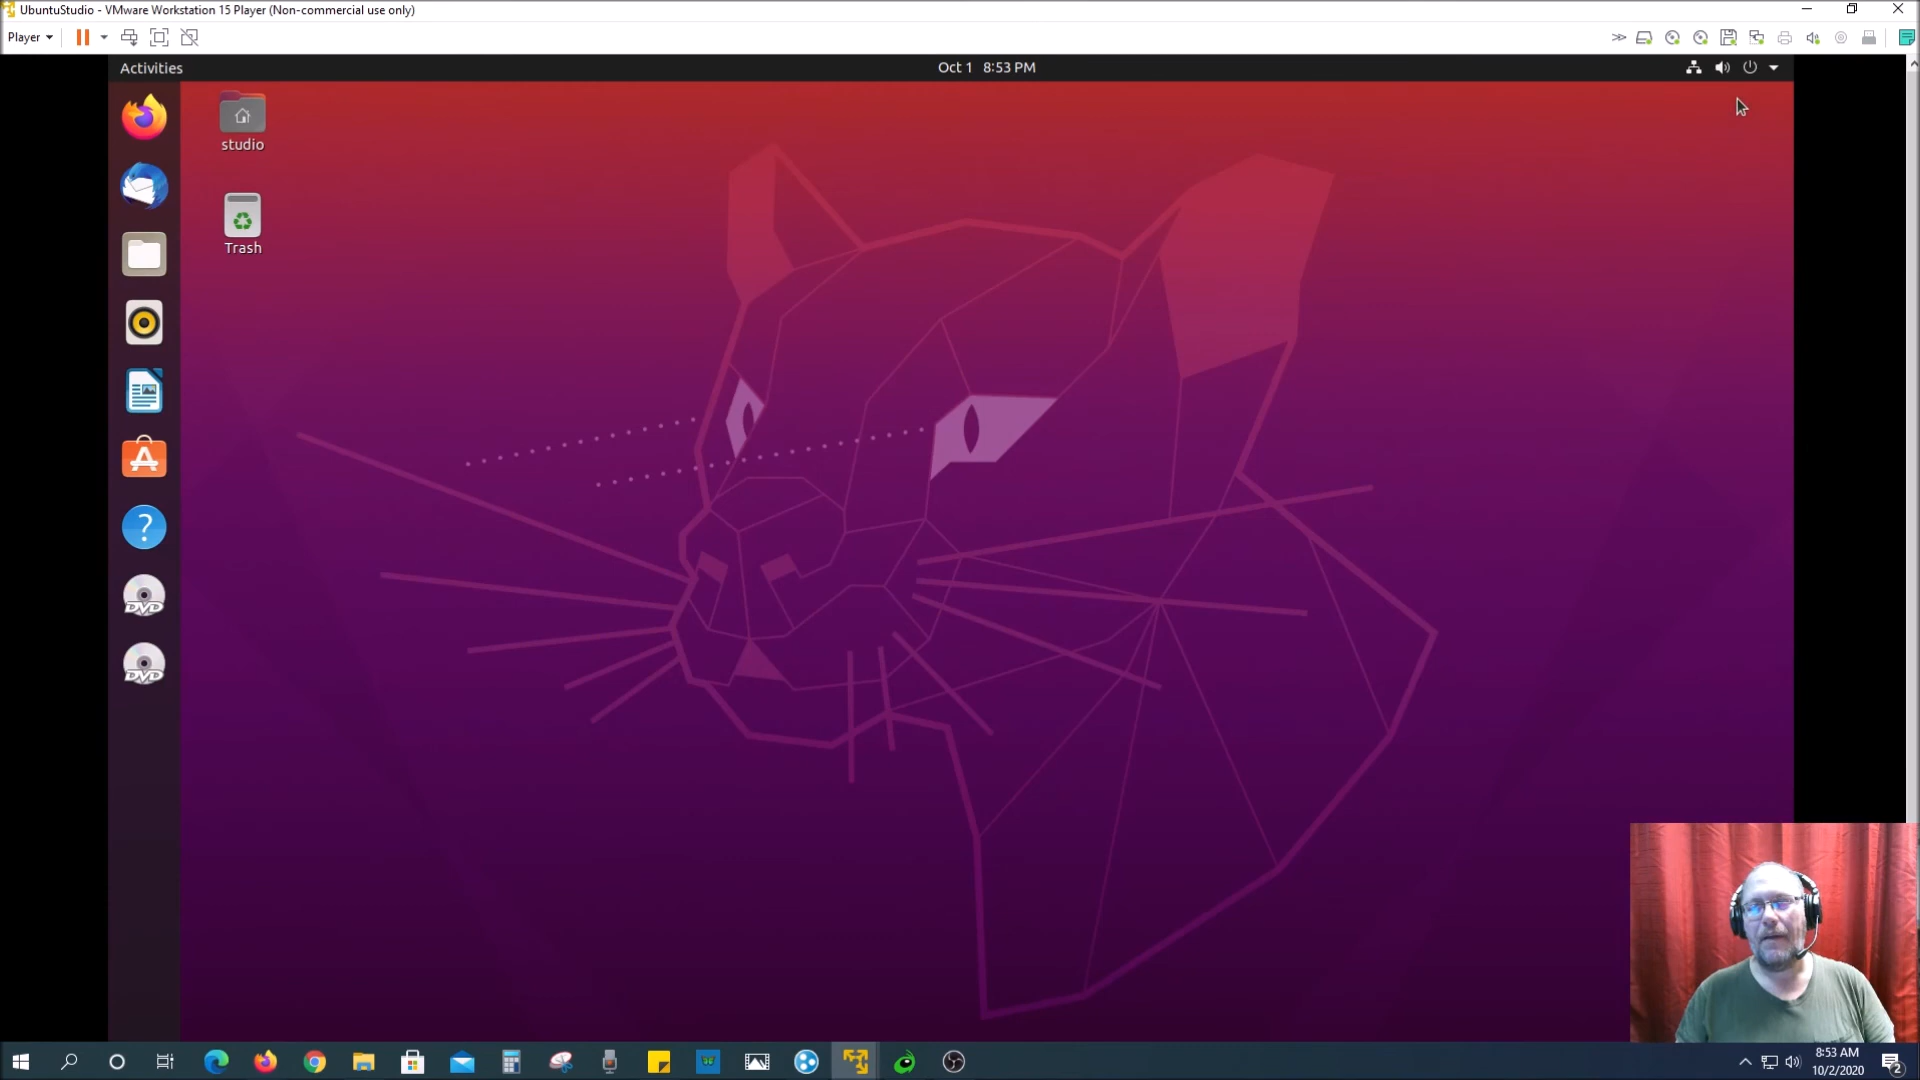 UbuntuStudio - VMware Workstation 15 Player (Non-commercial use only)
Player
Activities
Oct 1 8:53 PM
studio
Trash
DVD
DVD
8:53 AM
10/2/2020
2